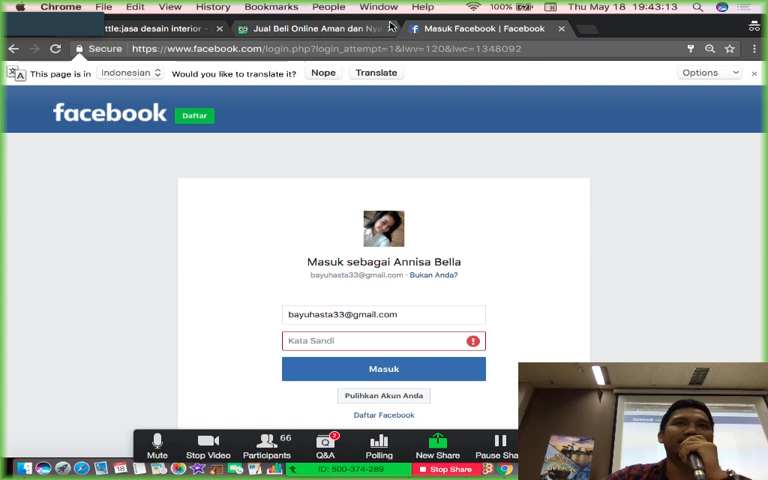 Chrome File Edit View History Bookmarks People Window Help 100% Thu May 18 19:43:13
ttle:jasa desain interior - Jual Beli Online Aman dan Nya Masuk Facebook | Facebook
Secure https://www.facebook.com/login.php?login_attempt=1&lwv=120&lwc=1348092
This page is in Indonesian Would you like to translate it? Nope Translate Options
facebook Daftar
Masuk sebagai Annisa Bella
bayuhasta33@gmail.com · Bukan Anda?
bayuhasta33@gmail.com
Kata Sandi
Masuk
Pulihkan Akun Anda
Daftar Facebook
66
Mute Stop Video Participants Q&A Polling New Share Pause Sha
ID: 500-374-289 Stop Share